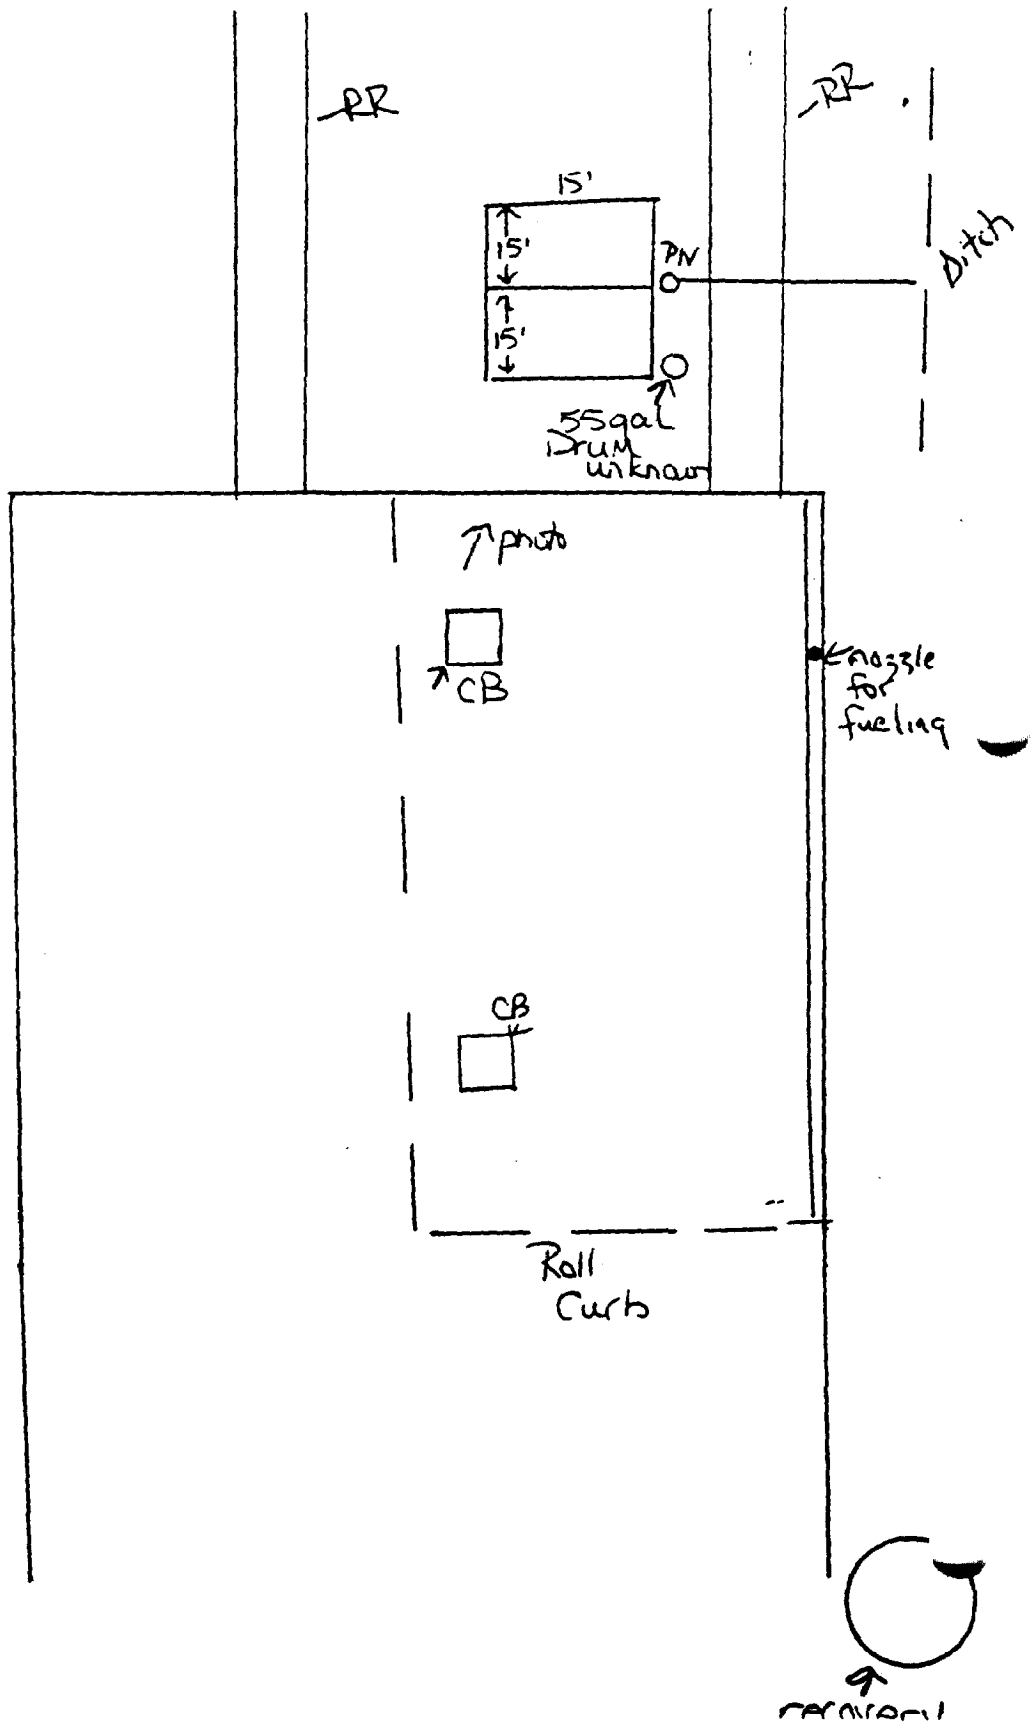 RR
RR
15'
15'
15'
PN
Ditch
55gal
Drum
unknown
photo
CB
nozzle
for
fueling
CB
Roll
Curb